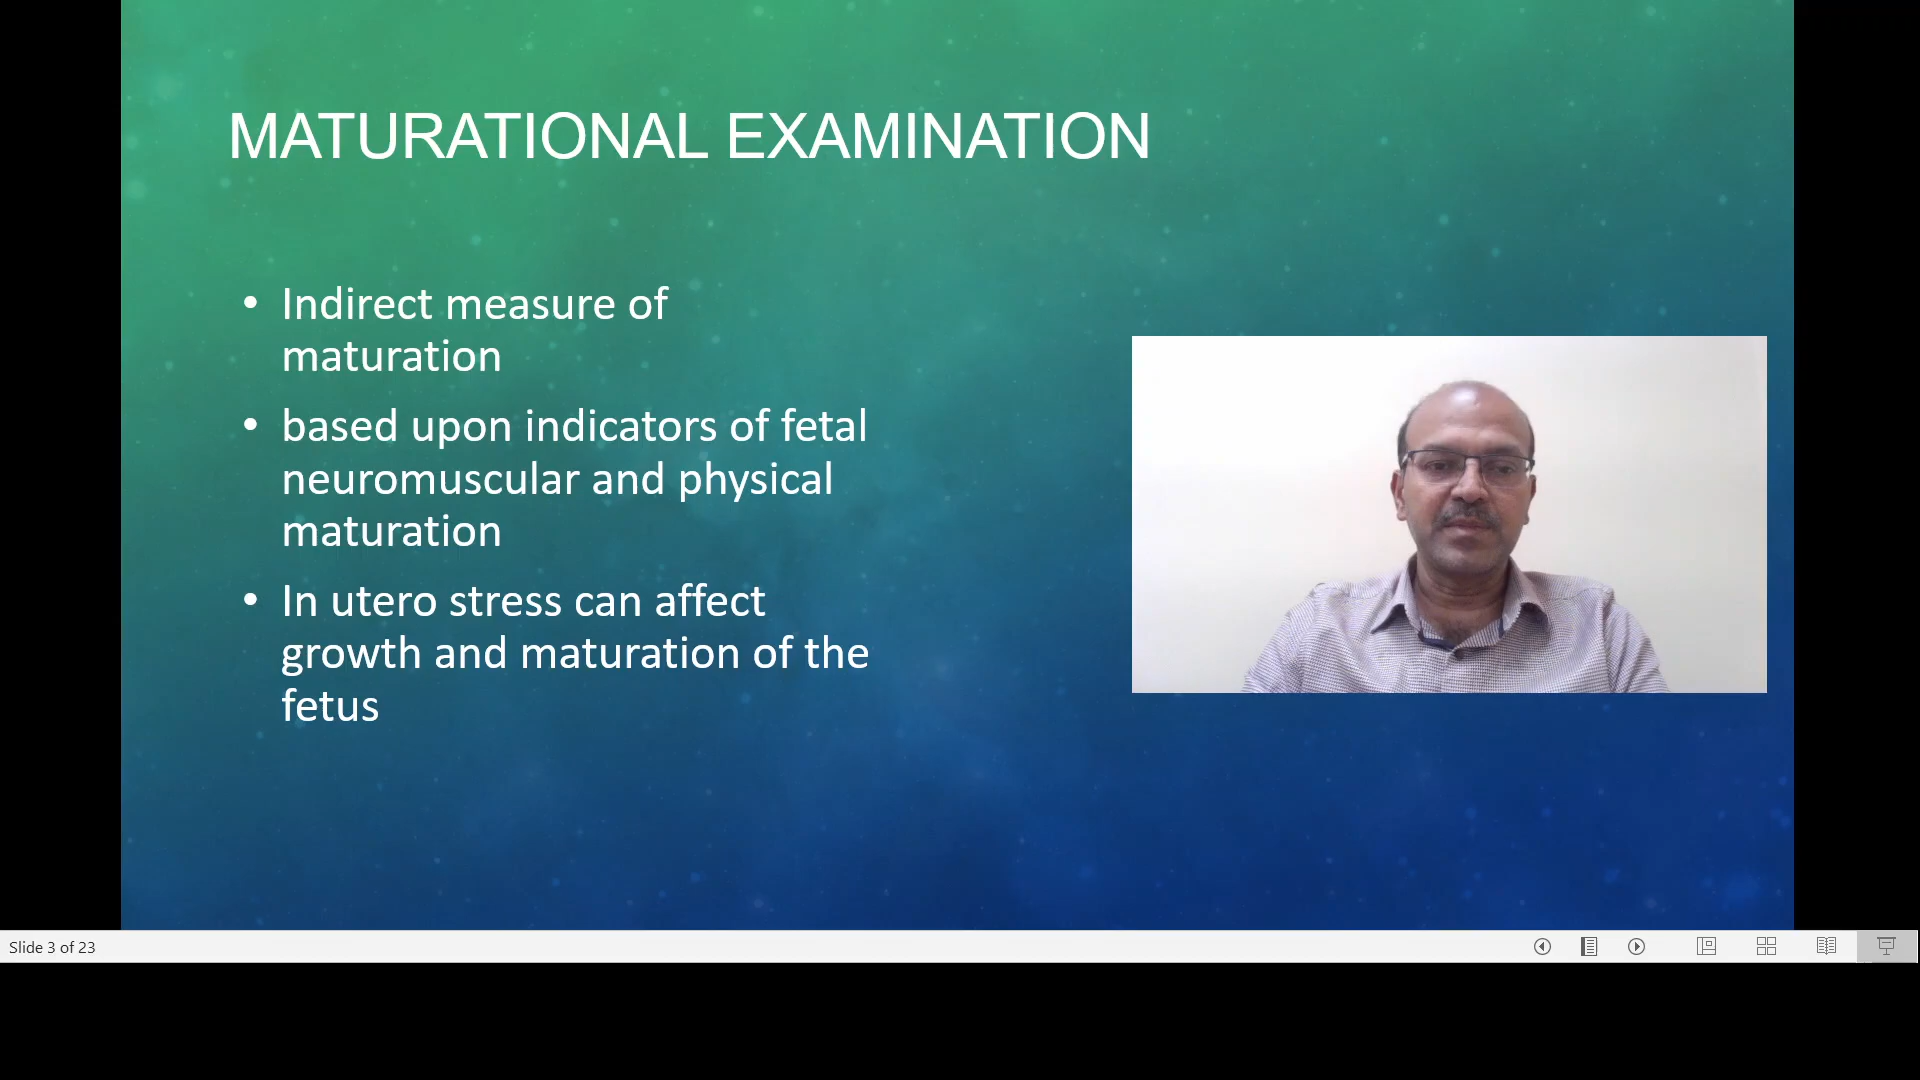 MATURATIONAL EXAMINATION
• Indirect measure of
maturation
• based upon indicators of fetal
neuromuscular and physical
maturation
• In utero stress can affect
growth and maturation of the
fetus
Slide 3 of 23